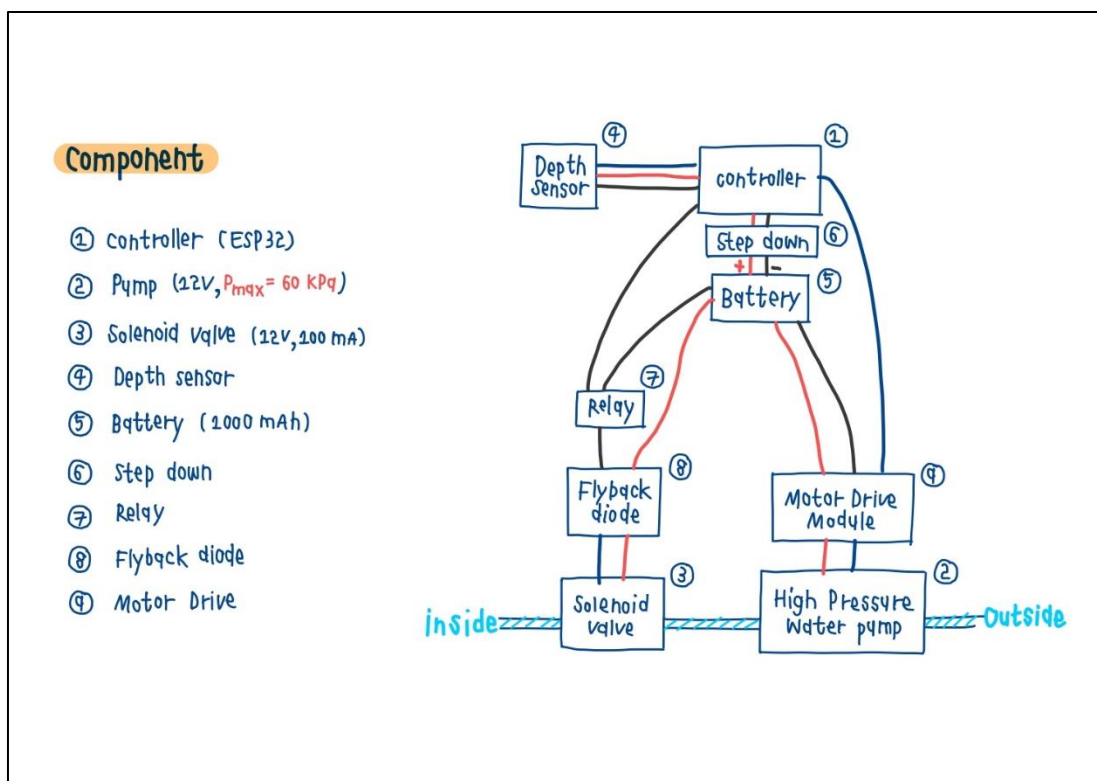 Component
① Controller (ESP32)
② Pump (12V, Pmax = 60 KPa)
③ Solenoid valve (12V, 100 mA)
④ Depth sensor
⑤ Battery (1000 mAh)
⑥ Step down
⑦ Relay
⑧ Flyback diode
⑨ Motor Drive
④
Depth
sensor
①
controller
⑥
Step down
+ -
⑤
Battery
⑦
Relay
⑧
Flyback
diode
⑨
Motor Drive
Module
③
Solenoid
valve
②
High Pressure
Water pump
inside
Outside